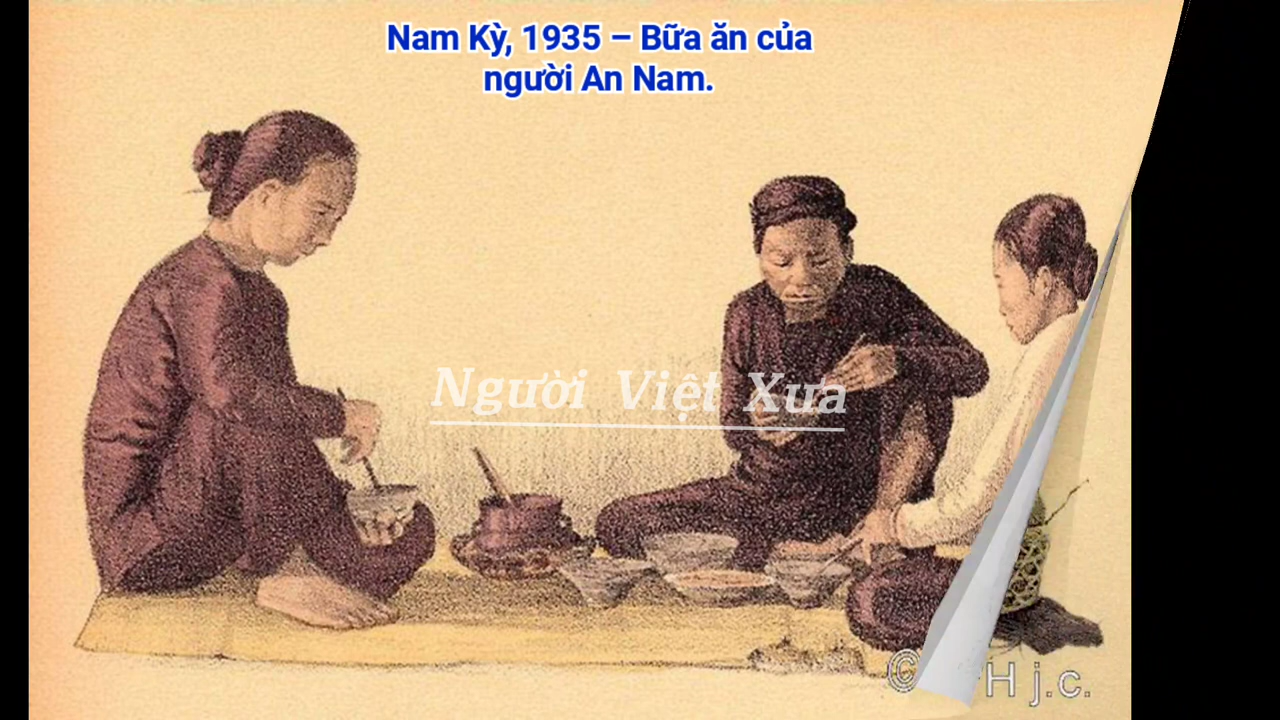 Nam Kỳ, 1935 – Bữa ăn của
người An Nam.
Người Việt Xưa
© H j.c.